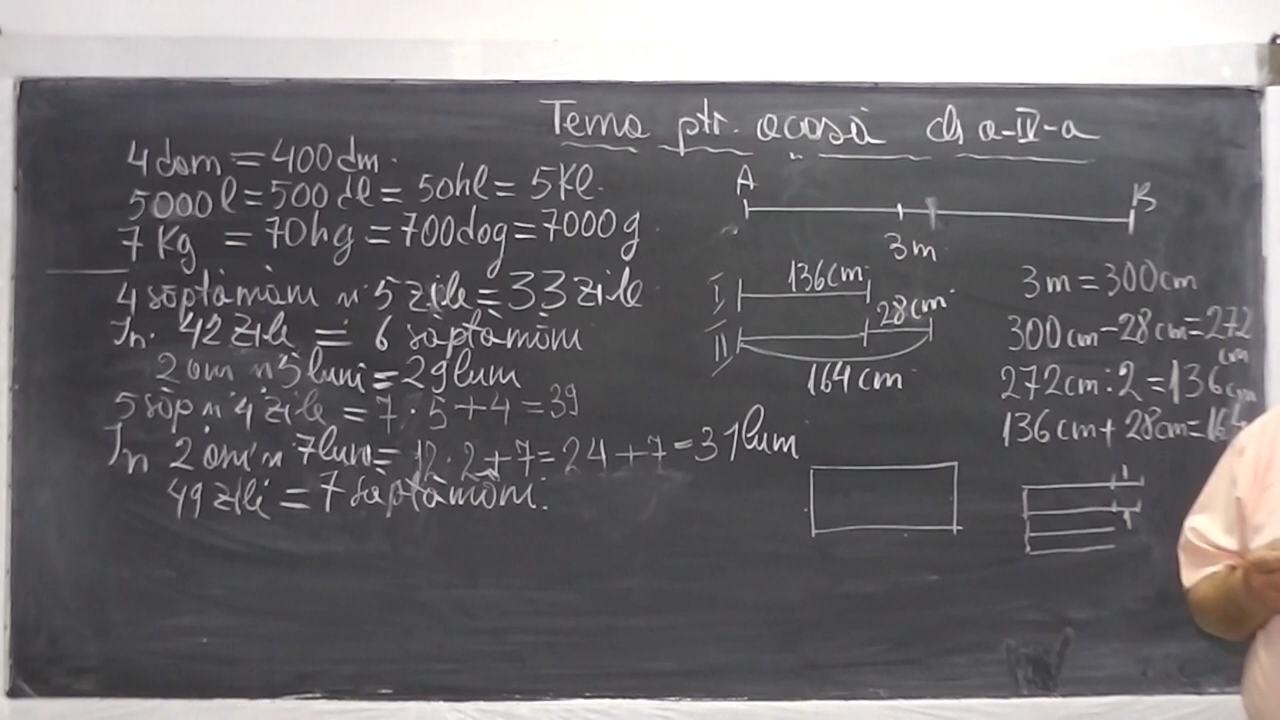 Tema ptr. acasă cls a-IV-a
4 dam = 400 dm.
5000 l = 500 dl = 50 hl = 5 Kl.
7 Kg = 70 hg = 700 dag = 7000 g
4 săptămâni și 5 zile = 33 zile
În 42 zile = 6 săptămâni
2 ani și 5 luni = 29 luni
5 săp și 4 zile = 7 · 5 + 4 = 39
În 2 ani și 7 luni = 12 · 2 + 7 = 24 + 7 = 31 luni
49 zile = 7 săptămâni.
A B
3 m
I 136 cm
28 cm
II
164 cm
3 m = 300 cm
300 cm - 28 cm = 272 cm
272 cm : 2 = 136 cm
136 cm + 28 cm = 164